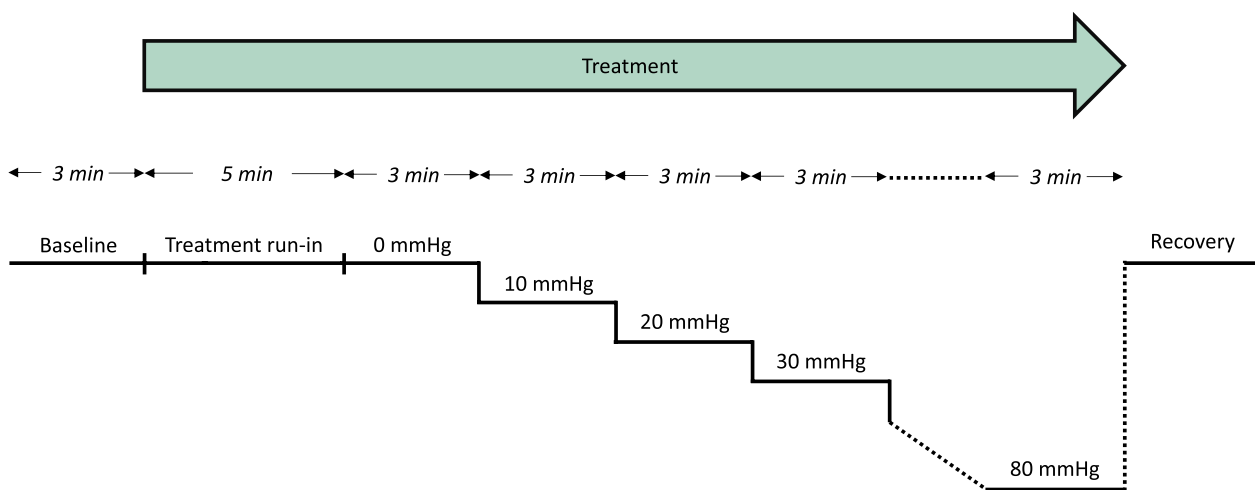 Treatment
3 min 5 min 3 min 3 min 3 min 3 min 3 min
Baseline Treatment run-in 0 mmHg Recovery
10 mmHg
20 mmHg
30 mmHg
80 mmHg